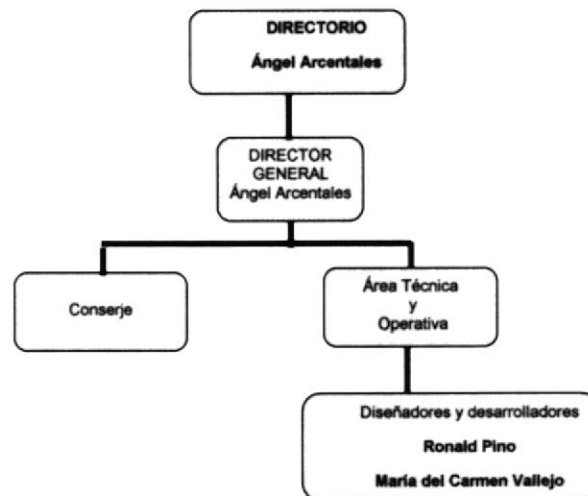 DIRECTORIO
Ángel Arcentales
DIRECTOR
GENERAL
Ángel Arcentales
Conserje
Área Técnica
y
Operativa
Diseñadores y desarrolladores
Ronald Pino
María del Carmen Vallejo